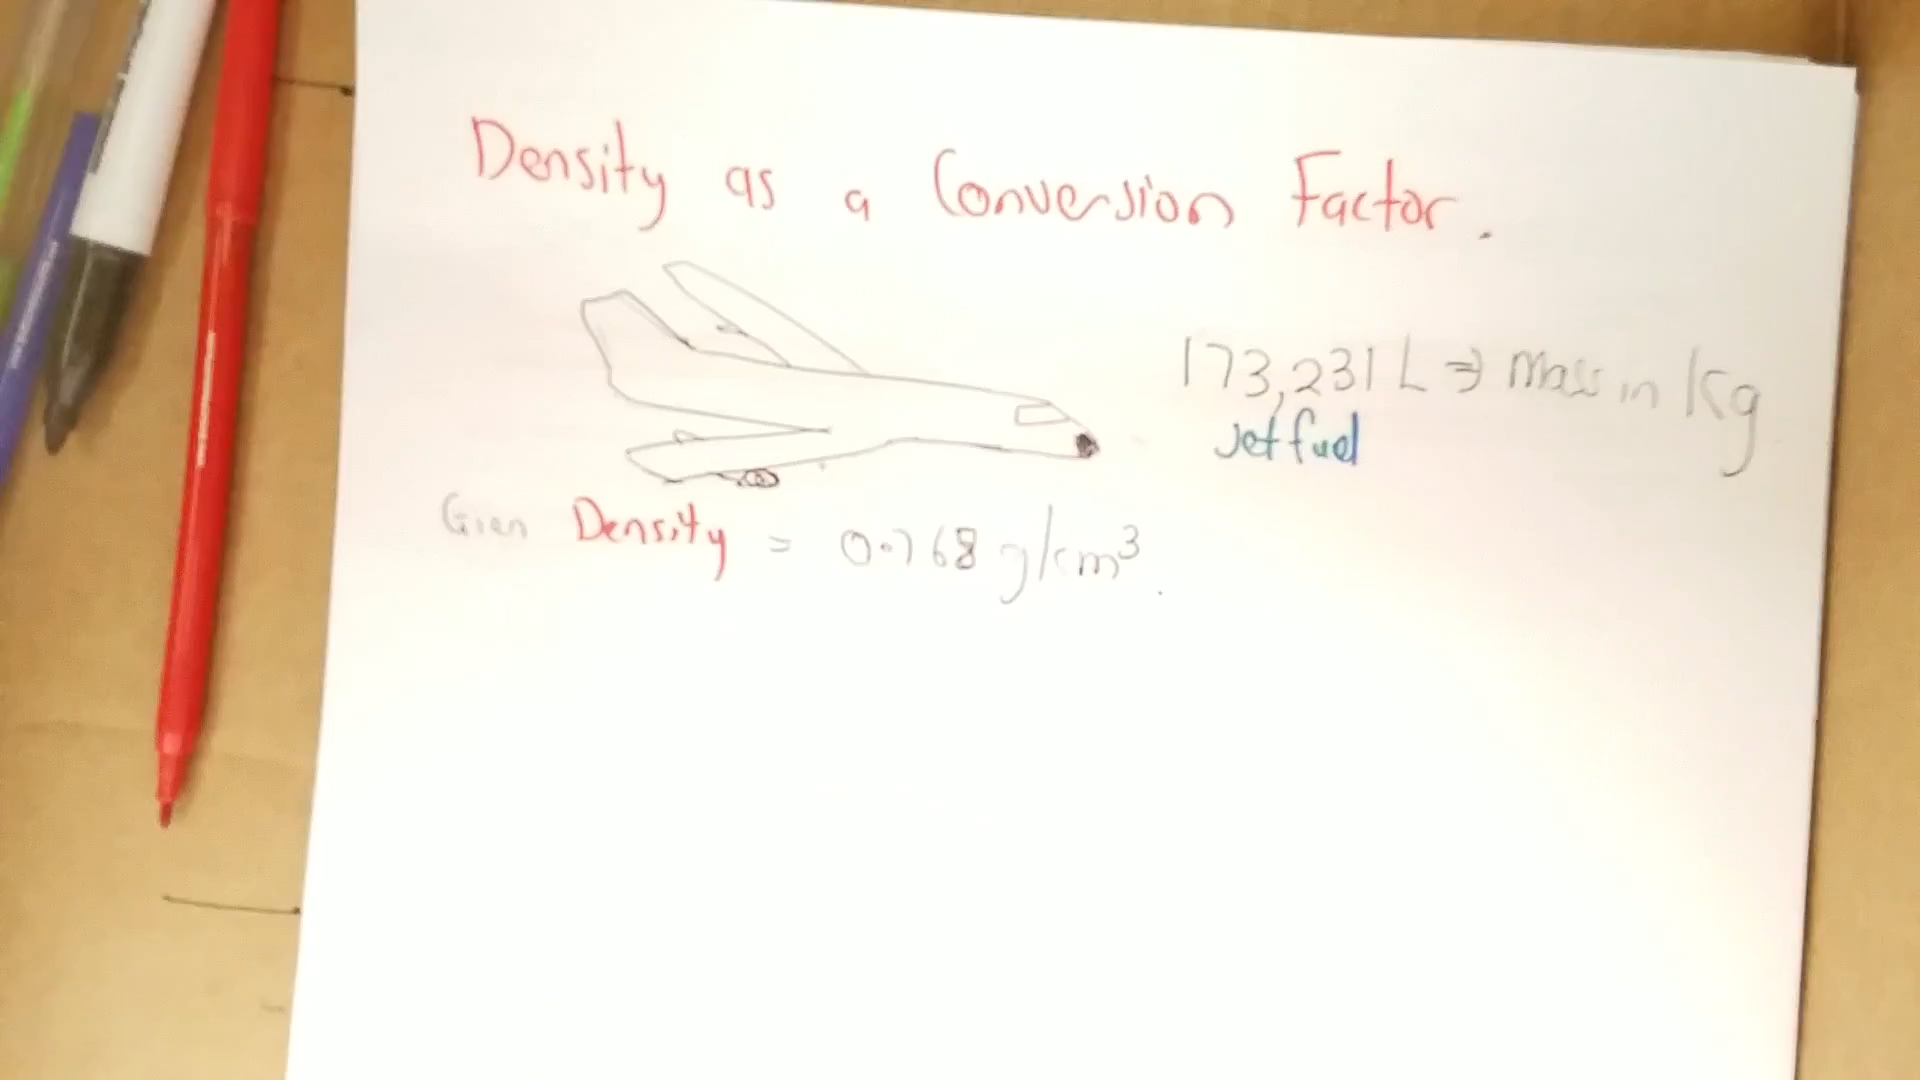 Density as a Conversion Factor.
173,231 L ⇒ Mass in Kg
Jet fuel
Given Density = 0.768 g/cm³.